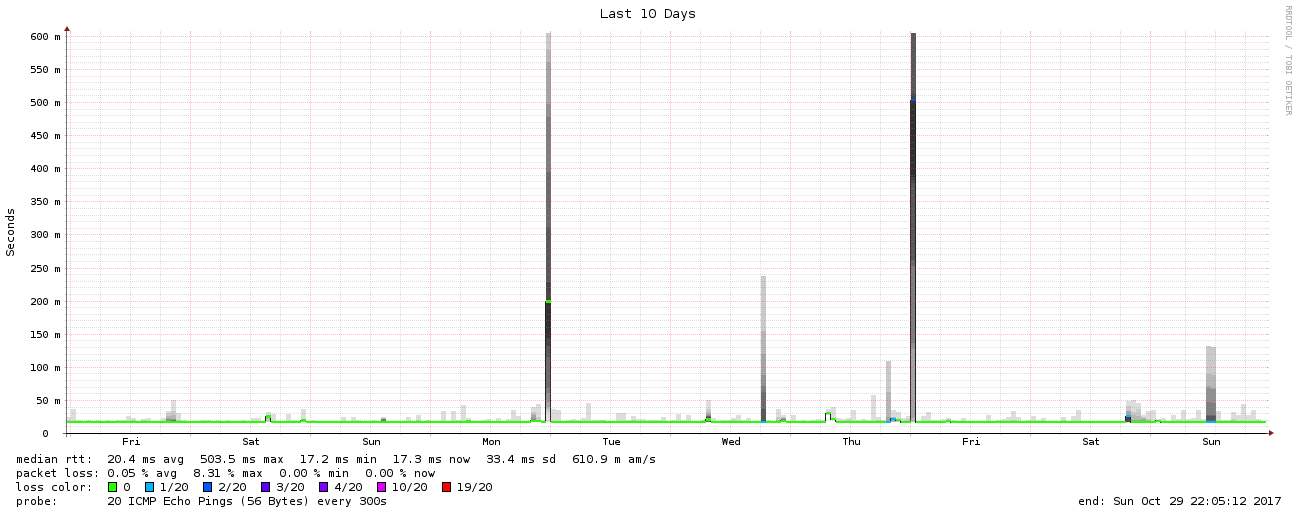 Last 10 Days
RRDTOOL / TOBI OETIKER
Seconds
600 m
550 m
500 m
450 m
400 m
350 m
300 m
250 m
200 m
150 m
100 m
50 m
0
Fri Sat Sun Mon Tue Wed Thu Fri Sat Sun
median rtt: 20.4 ms avg 503.5 ms max 17.2 ms min 17.3 ms now 33.4 ms sd 610.9 m am/s
packet loss: 0.05 % avg 8.31 % max 0.00 % min 0.00 % now
loss color: 0 1/20 2/20 3/20 4/20 10/20 19/20
probe: 20 ICMP Echo Pings (56 Bytes) every 300s end: Sun Oct 29 22:05:12 2017